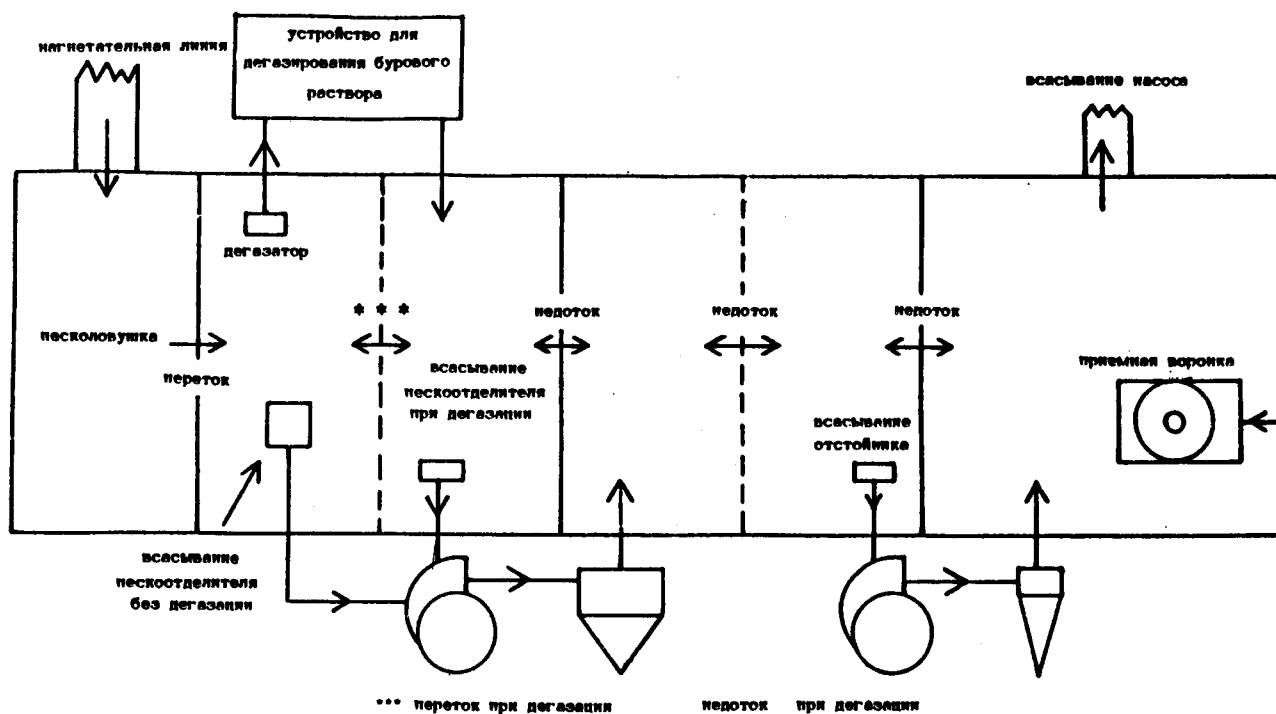 нагнетательная линия
устройство для
дегазирования бурового
раствора
всасывание насоса
дегазатор
* * *
недоток
недоток
недоток
песколовушка
переток
всасывание
пескоотделителя
при дегазации
приемная воронка
всасывание
отстойника
всасывание
пескоотделителя
без дегазации
*** переток при дегазации
недоток при дегазации